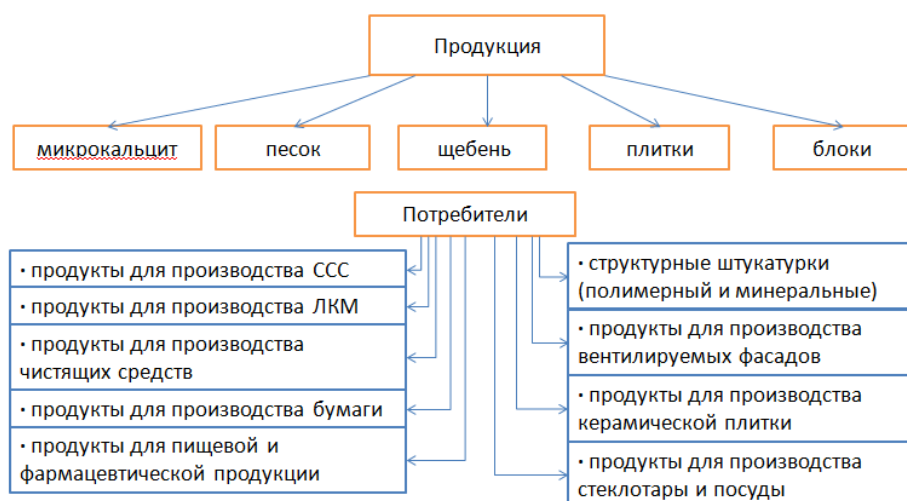 Продукция
микрокальцит
песок
щебень
плитки
блоки
Потребители
· продукты для производства ССС
· продукты для производства ЛКМ
· продукты для производства
чистящих средств
· продукты для производства бумаги
· продукты для пищевой и
фармацевтической продукции
· структурные штукатурки
(полимерный и минеральные)
· продукты для производства
вентилируемых фасадов
· продукты для производства
керамической плитки
· продукты для производства
стеклотары и посуды